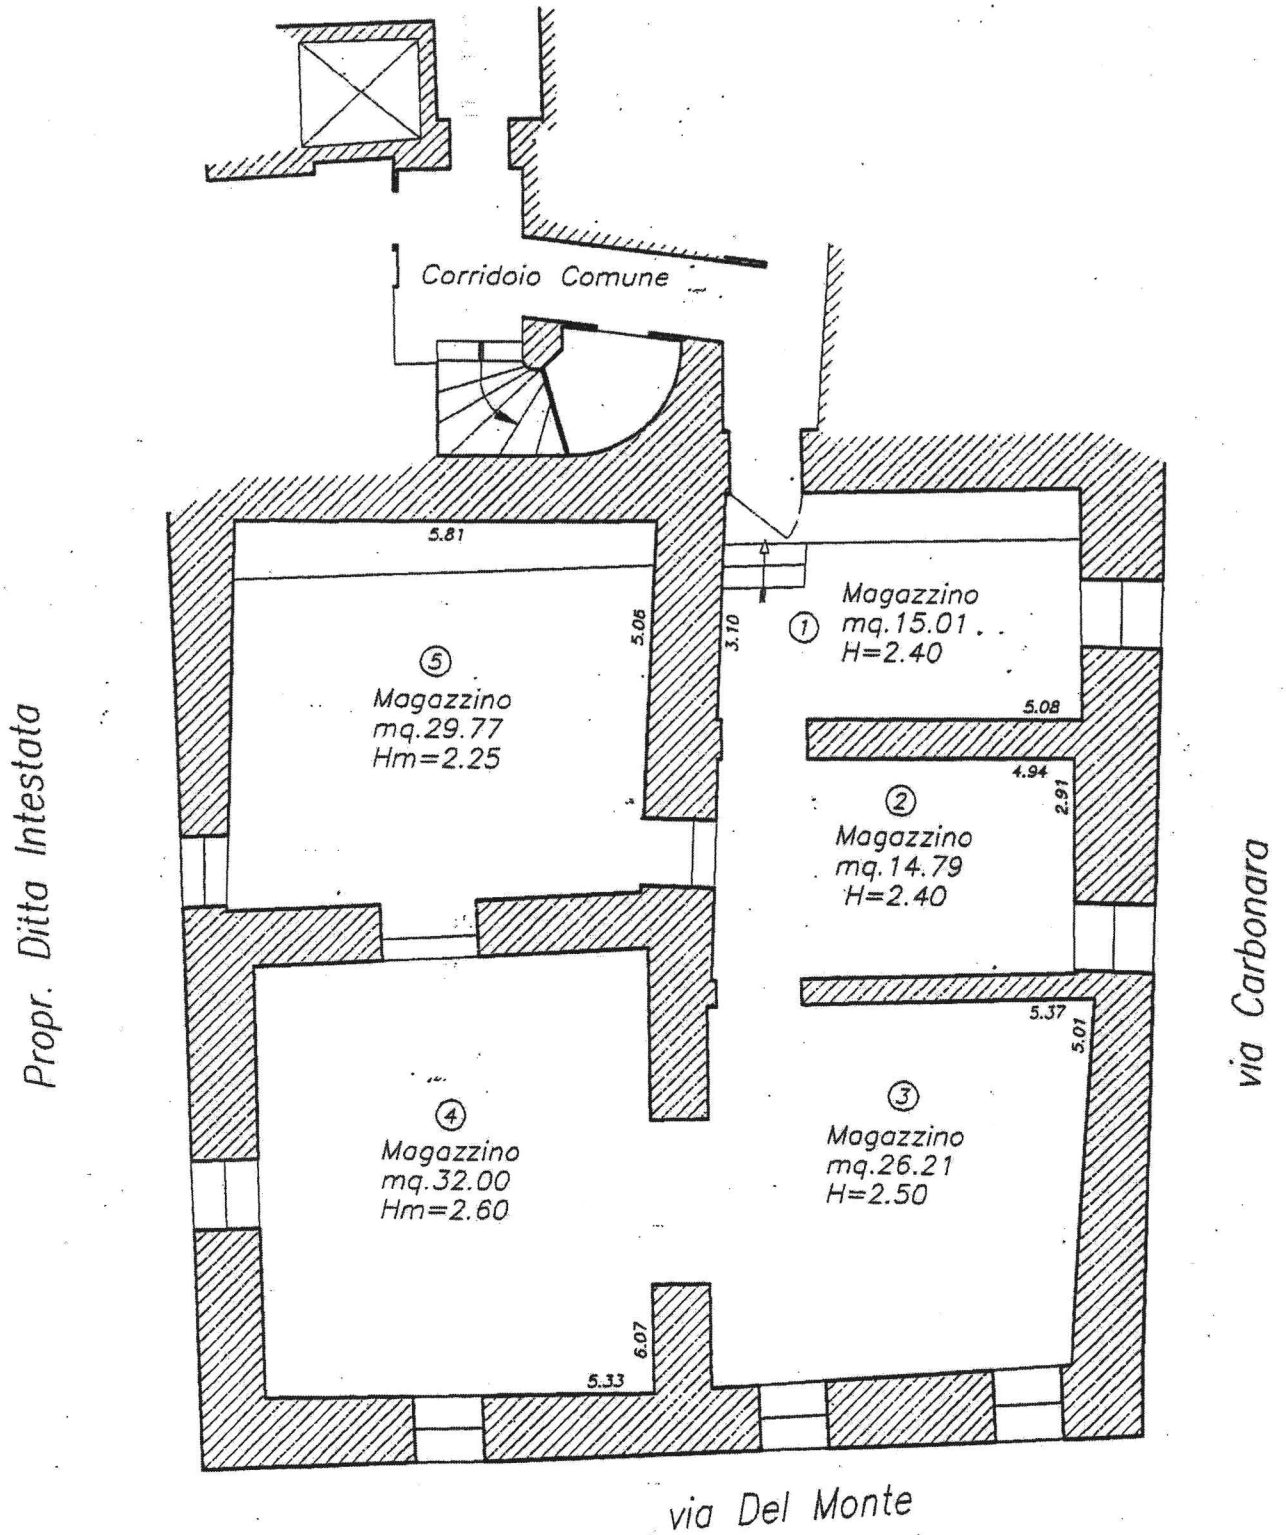 Corridoio Comune
5.81
5.06
5
Magazzino
mq.29.77
Hm=2.25
3.10
1
Magazzino
mq.15.01
H=2.40
5.08
4.94
2.91
2
Magazzino
mq.14.79
H=2.40
5.37
5.01
3
Magazzino
mq.26.21
H=2.50
4
Magazzino
mq.32.00
Hm=2.60
6.07
5.33
Propr. Ditta Intestata
via Carbonara
via Del Monte